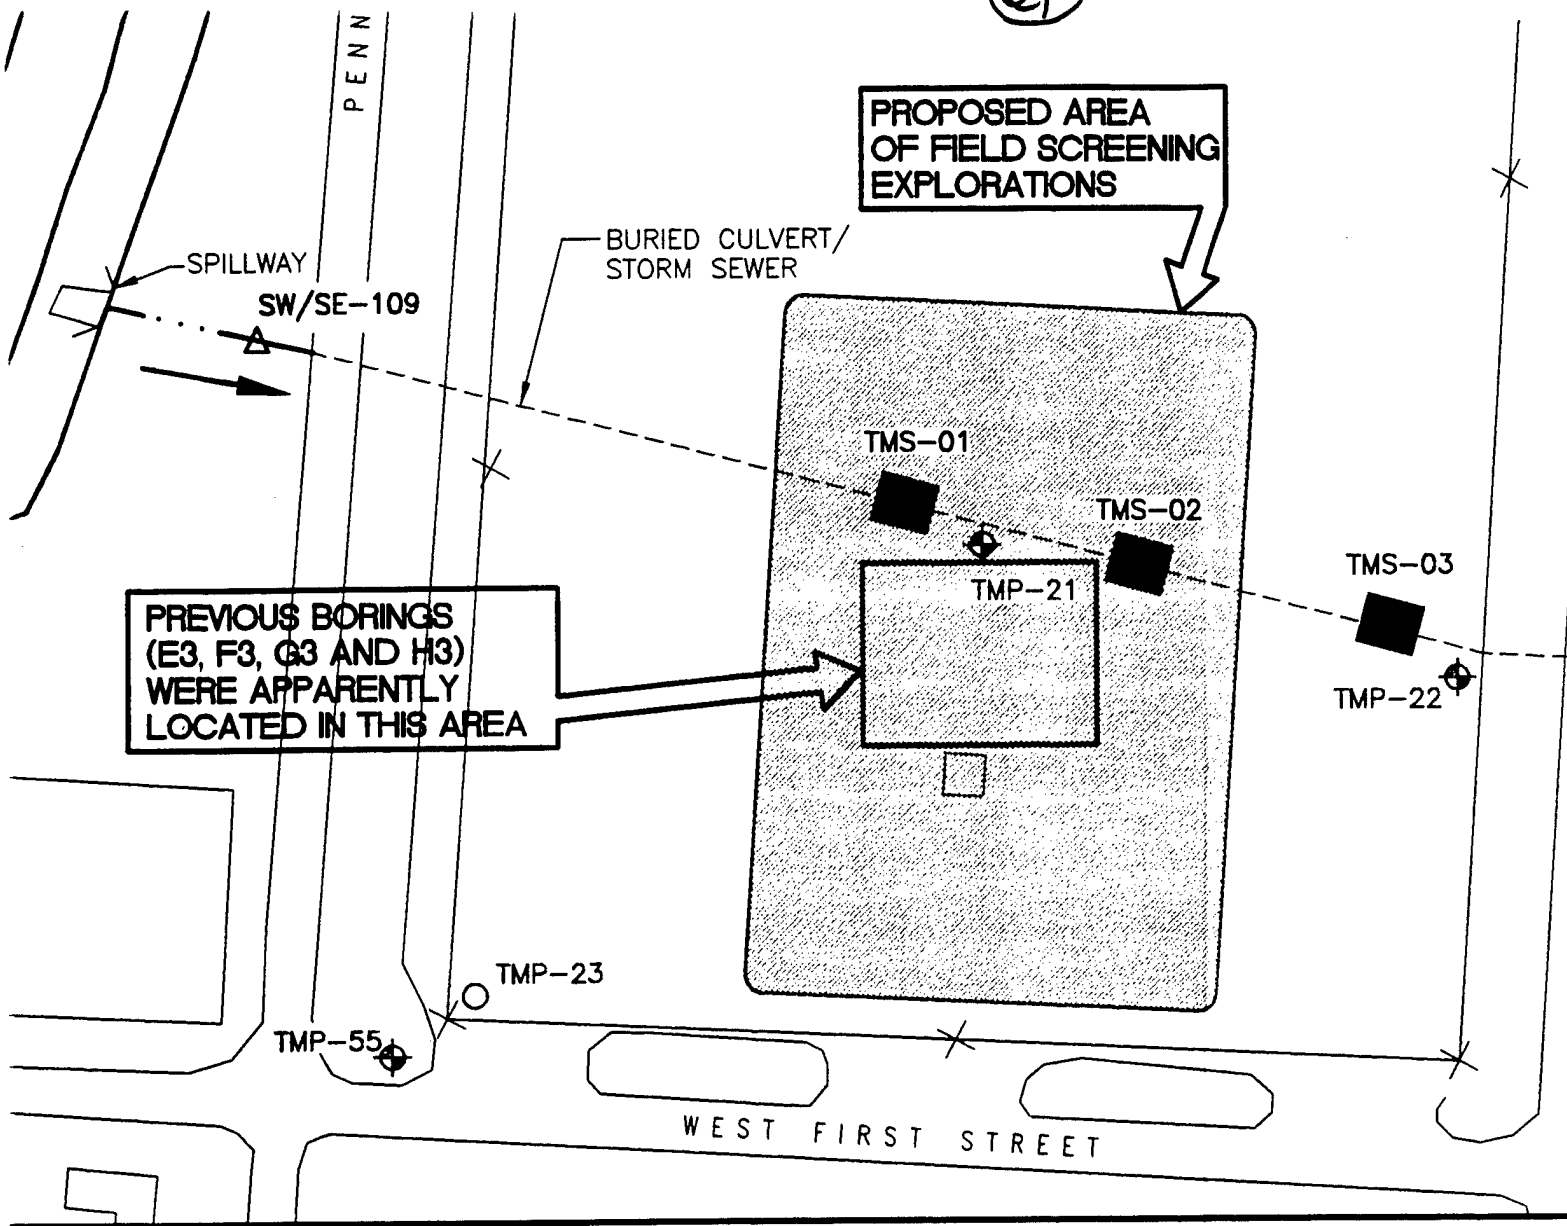 PENN
PROPOSED AREA
OF FIELD SCREENING
EXPLORATIONS
BURIED CULVERT/
STORM SEWER
SPILLWAY
SW/SE-109
TMS-01
TMS-02
TMS-03
TMP-21
PREVIOUS BORINGS
(E3, F3, G3 AND H3)
WERE APPARENTLY
LOCATED IN THIS AREA
TMP-22
TMP-23
TMP-55
WEST FIRST STREET